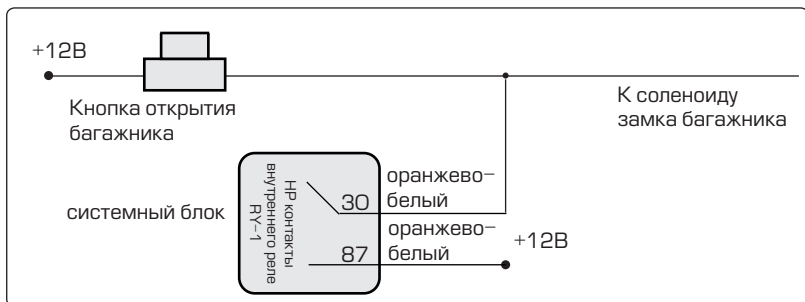 +12В
Кнопка открытия
багажника
К соленоиду
замка багажника
системный блок
НР контакты
внутреннего реле
RY–1
30
оранжево–
белый
87
оранжево–
белый
+12В